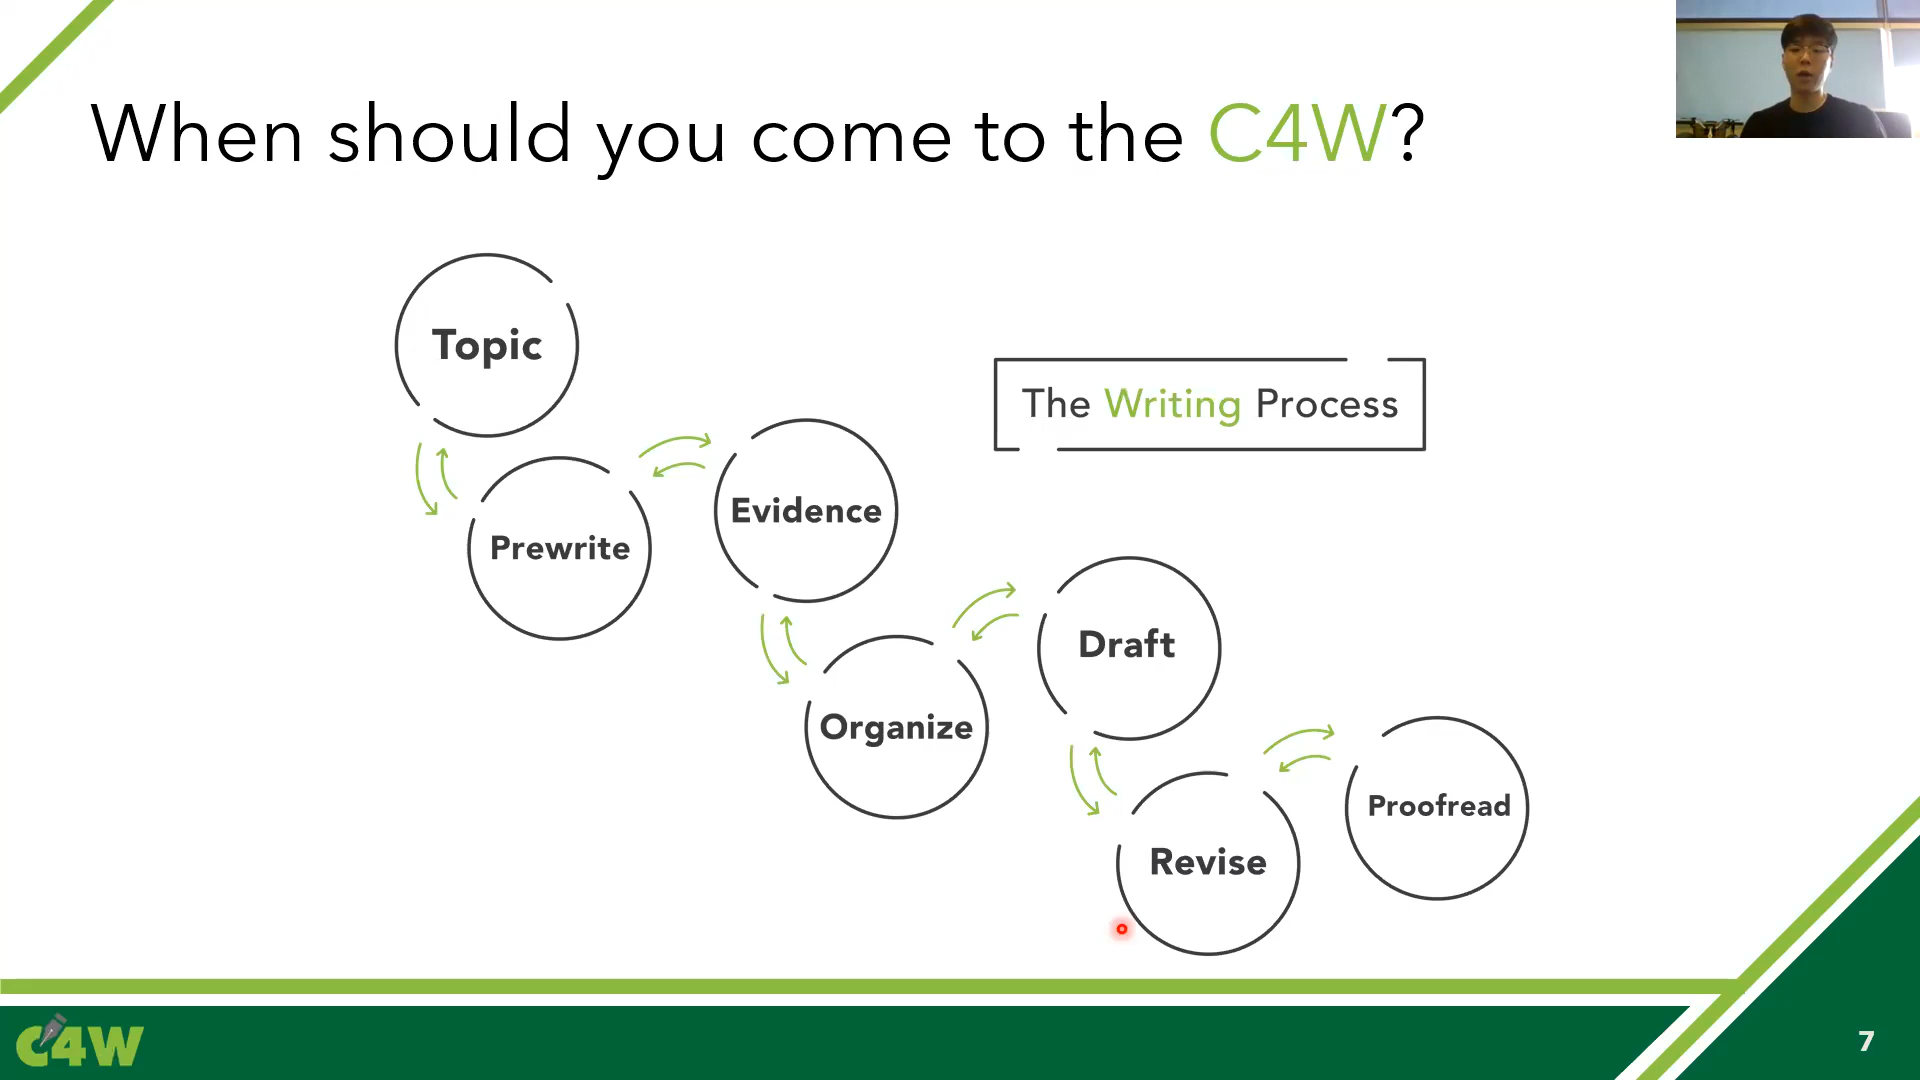 When should you come to the C4W?
Topic
The Writing Process
Evidence
Prewrite
Draft
Organize
Proofread
Revise
C4W
7